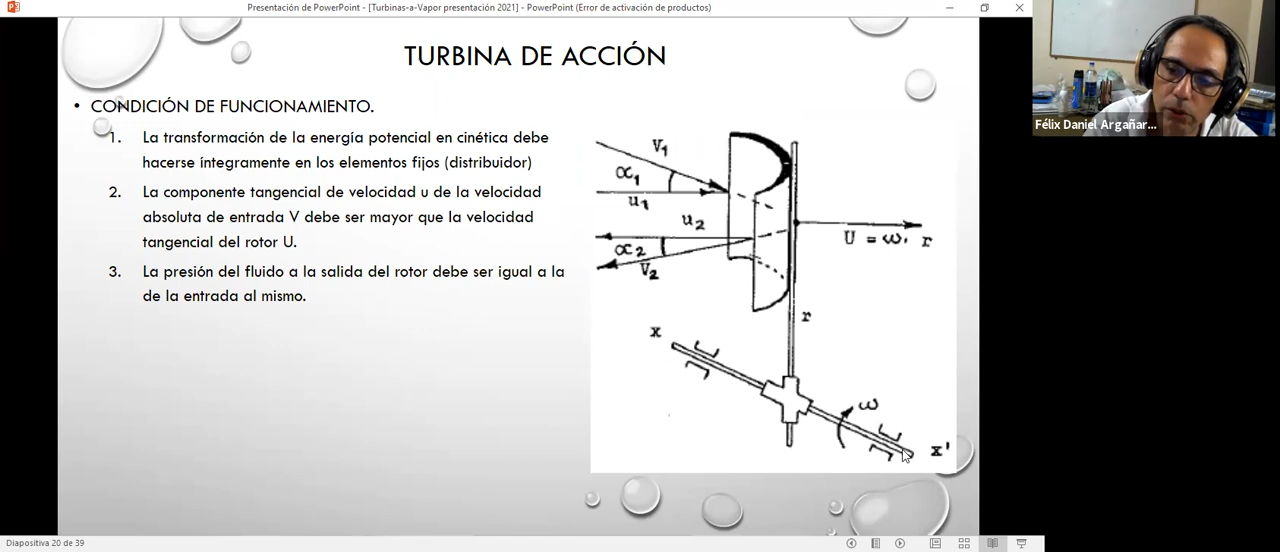 Presentación de PowerPoint - [Turbinas-a-Vapor presentación 2021] - PowerPoint (Error de activación de productos)
TURBINA DE ACCIÓN
• CONDICIÓN DE FUNCIONAMIENTO.
1. La transformación de la energía potencial en cinética debe
hacerse íntegramente en los elementos fijos (distribuidor)
2. La componente tangencial de velocidad u de la velocidad
absoluta de entrada V debe ser mayor que la velocidad
tangencial del rotor U.
3. La presión del fluido a la salida del rotor debe ser igual a la
de la entrada al mismo.
V1
α1
u1
u2
α2
V2
U = ω. r
r
x
ω
x'
Félix Daniel Argañar...
Diapositiva 20 de 39